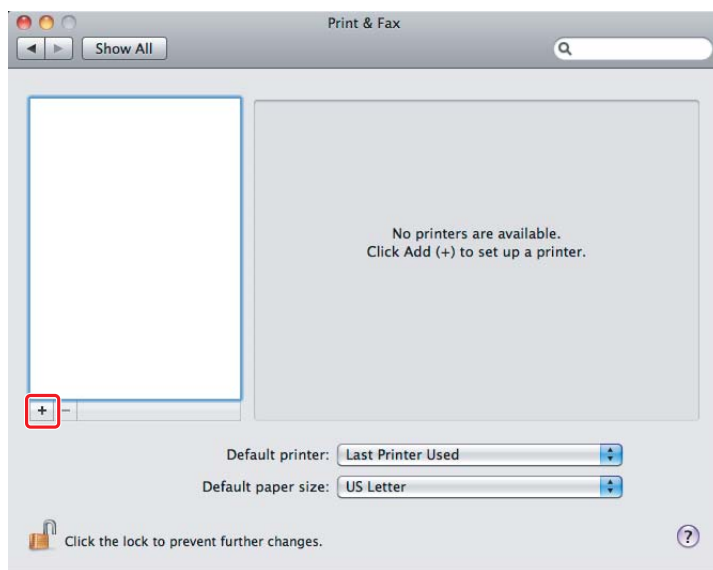 Print & Fax
Show All
No printers are available.
Click Add (+) to set up a printer.
+ −
Default printer: Last Printer Used
Default paper size: US Letter
Click the lock to prevent further changes.
?